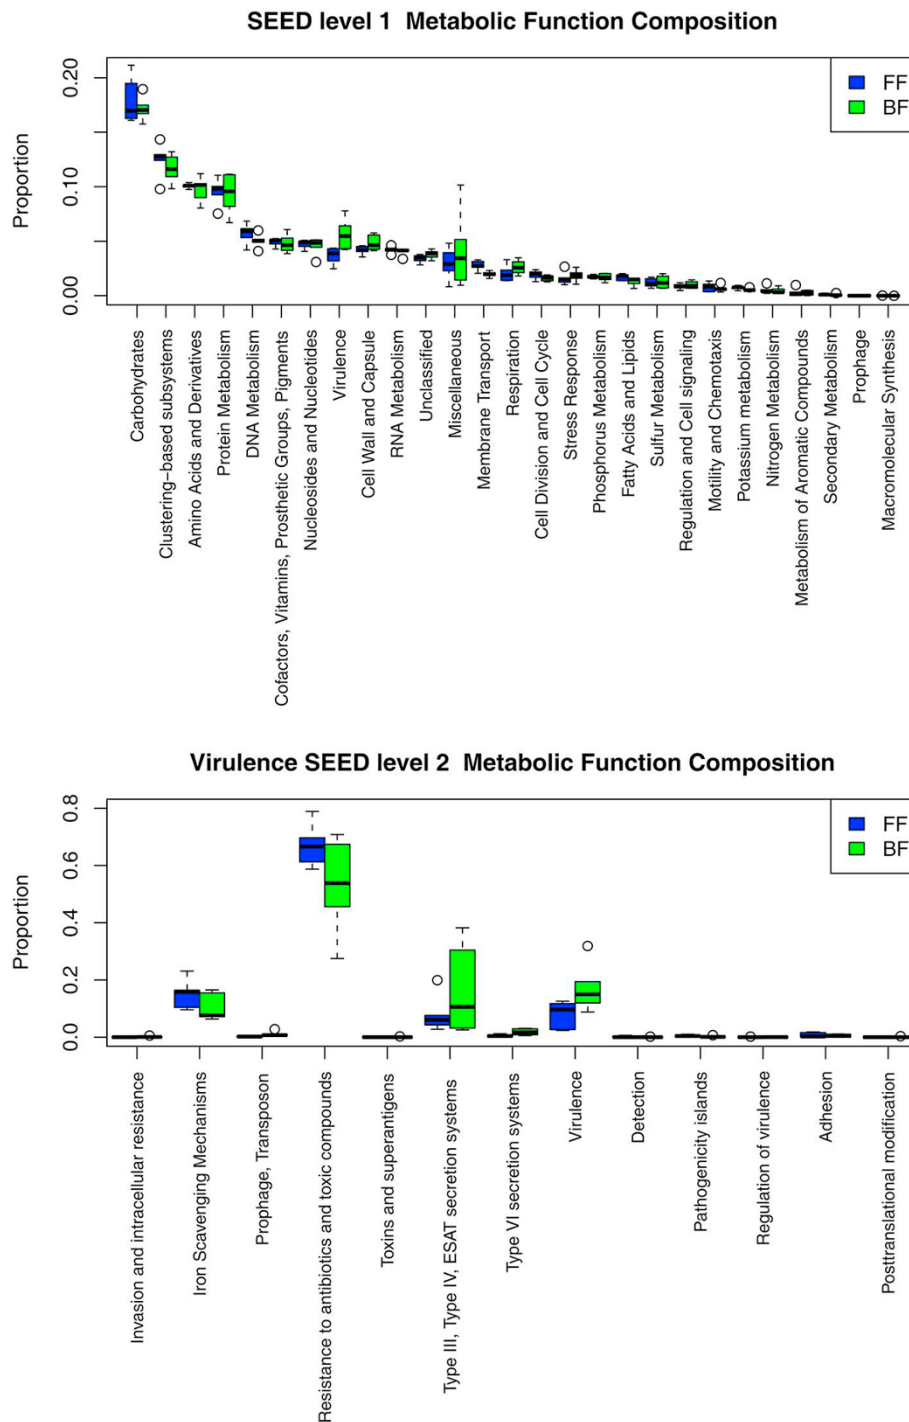 SEED level 1  Metabolic Function Composition
FF
BF
Proportion
0.20
0.10
0.00
Carbohydrates
Clustering−based subsystems
Amino Acids and Derivatives
Protein Metabolism
DNA Metabolism
Cofactors, Vitamins, Prosthetic Groups, Pigments
Nucleosides and Nucleotides
Virulence
Cell Wall and Capsule
RNA Metabolism
Unclassified
Miscellaneous
Membrane Transport
Respiration
Cell Division and Cell Cycle
Stress Response
Phosphorus Metabolism
Fatty Acids and Lipids
Sulfur Metabolism
Regulation and Cell signaling
Motility and Chemotaxis
Potassium metabolism
Nitrogen Metabolism
Metabolism of Aromatic Compounds
Secondary Metabolism
Prophage
Macromolecular Synthesis
Virulence SEED level 2  Metabolic Function Composition
FF
BF
Proportion
0.8
0.6
0.4
0.2
0.0
Invasion and intracellular resistance
Iron Scavenging Mechanisms
Prophage, Transposon
Resistance to antibiotics and toxic compounds
Toxins and superantigens
Type III, Type IV, ESAT secretion systems
Type VI secretion systems
Virulence
Detection
Pathogenicity islands
Regulation of virulence
Adhesion
Posttranslational modification